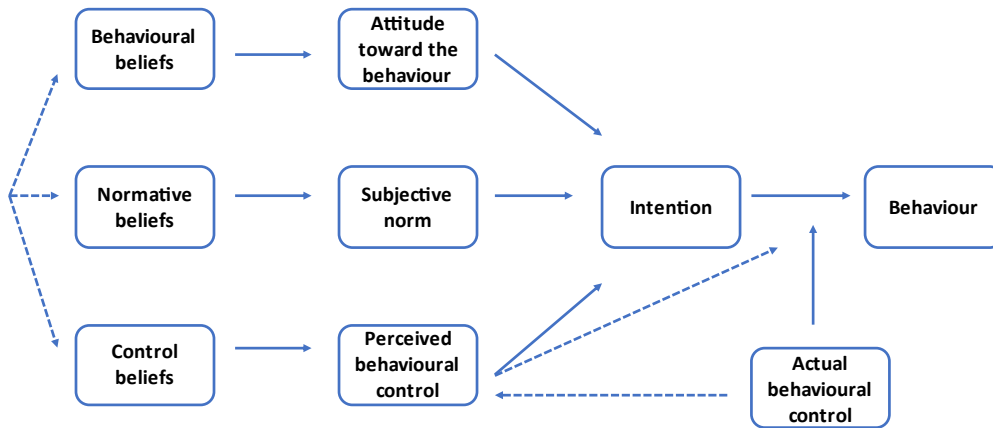 Behavioural
beliefs
Attitude
toward the
behaviour
Normative
beliefs
Subjective
norm
Intention
Behaviour
Control
beliefs
Perceived
behavioural
control
Actual
behavioural
control